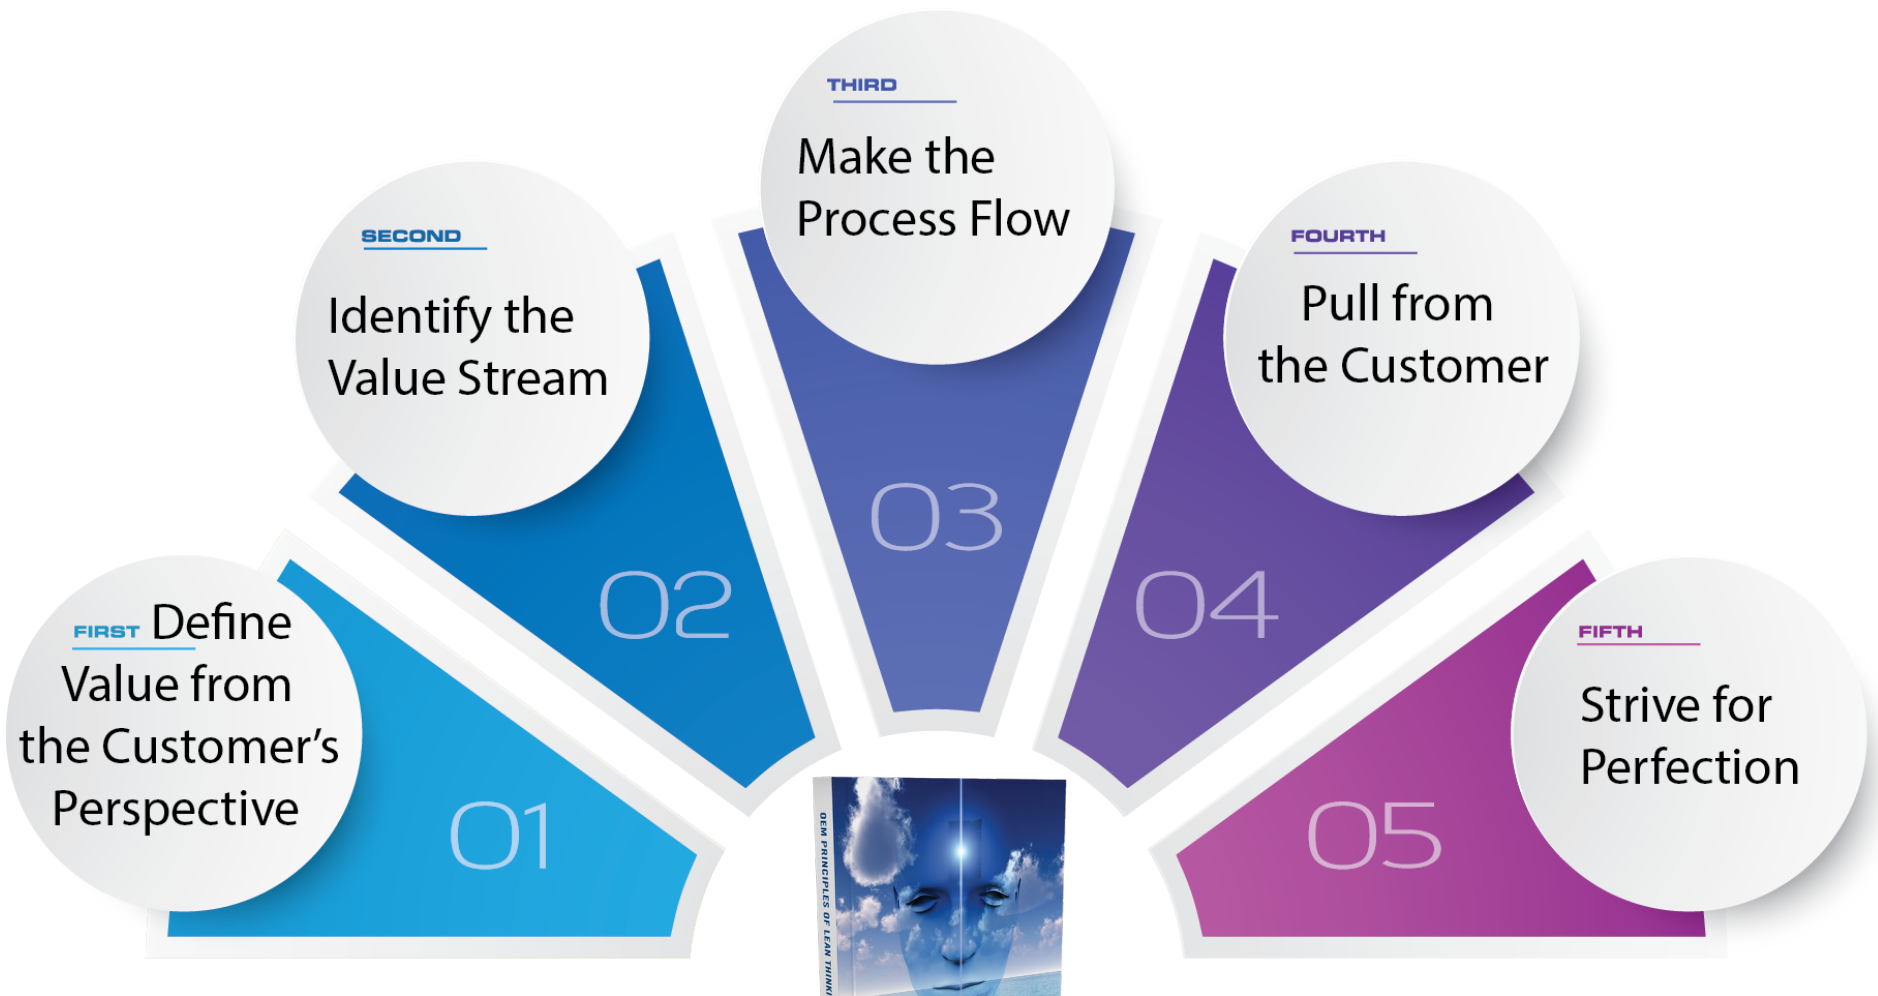 FIRST Define
Value from
the Customer's
Perspective
01
SECOND
Identify the
Value Stream
02
THIRD
Make the
Process Flow
03
FOURTH
Pull from
the Customer
04
FIFTH
Strive for
Perfection
05
OEM PRINCIPLES OF LEAN THINKI